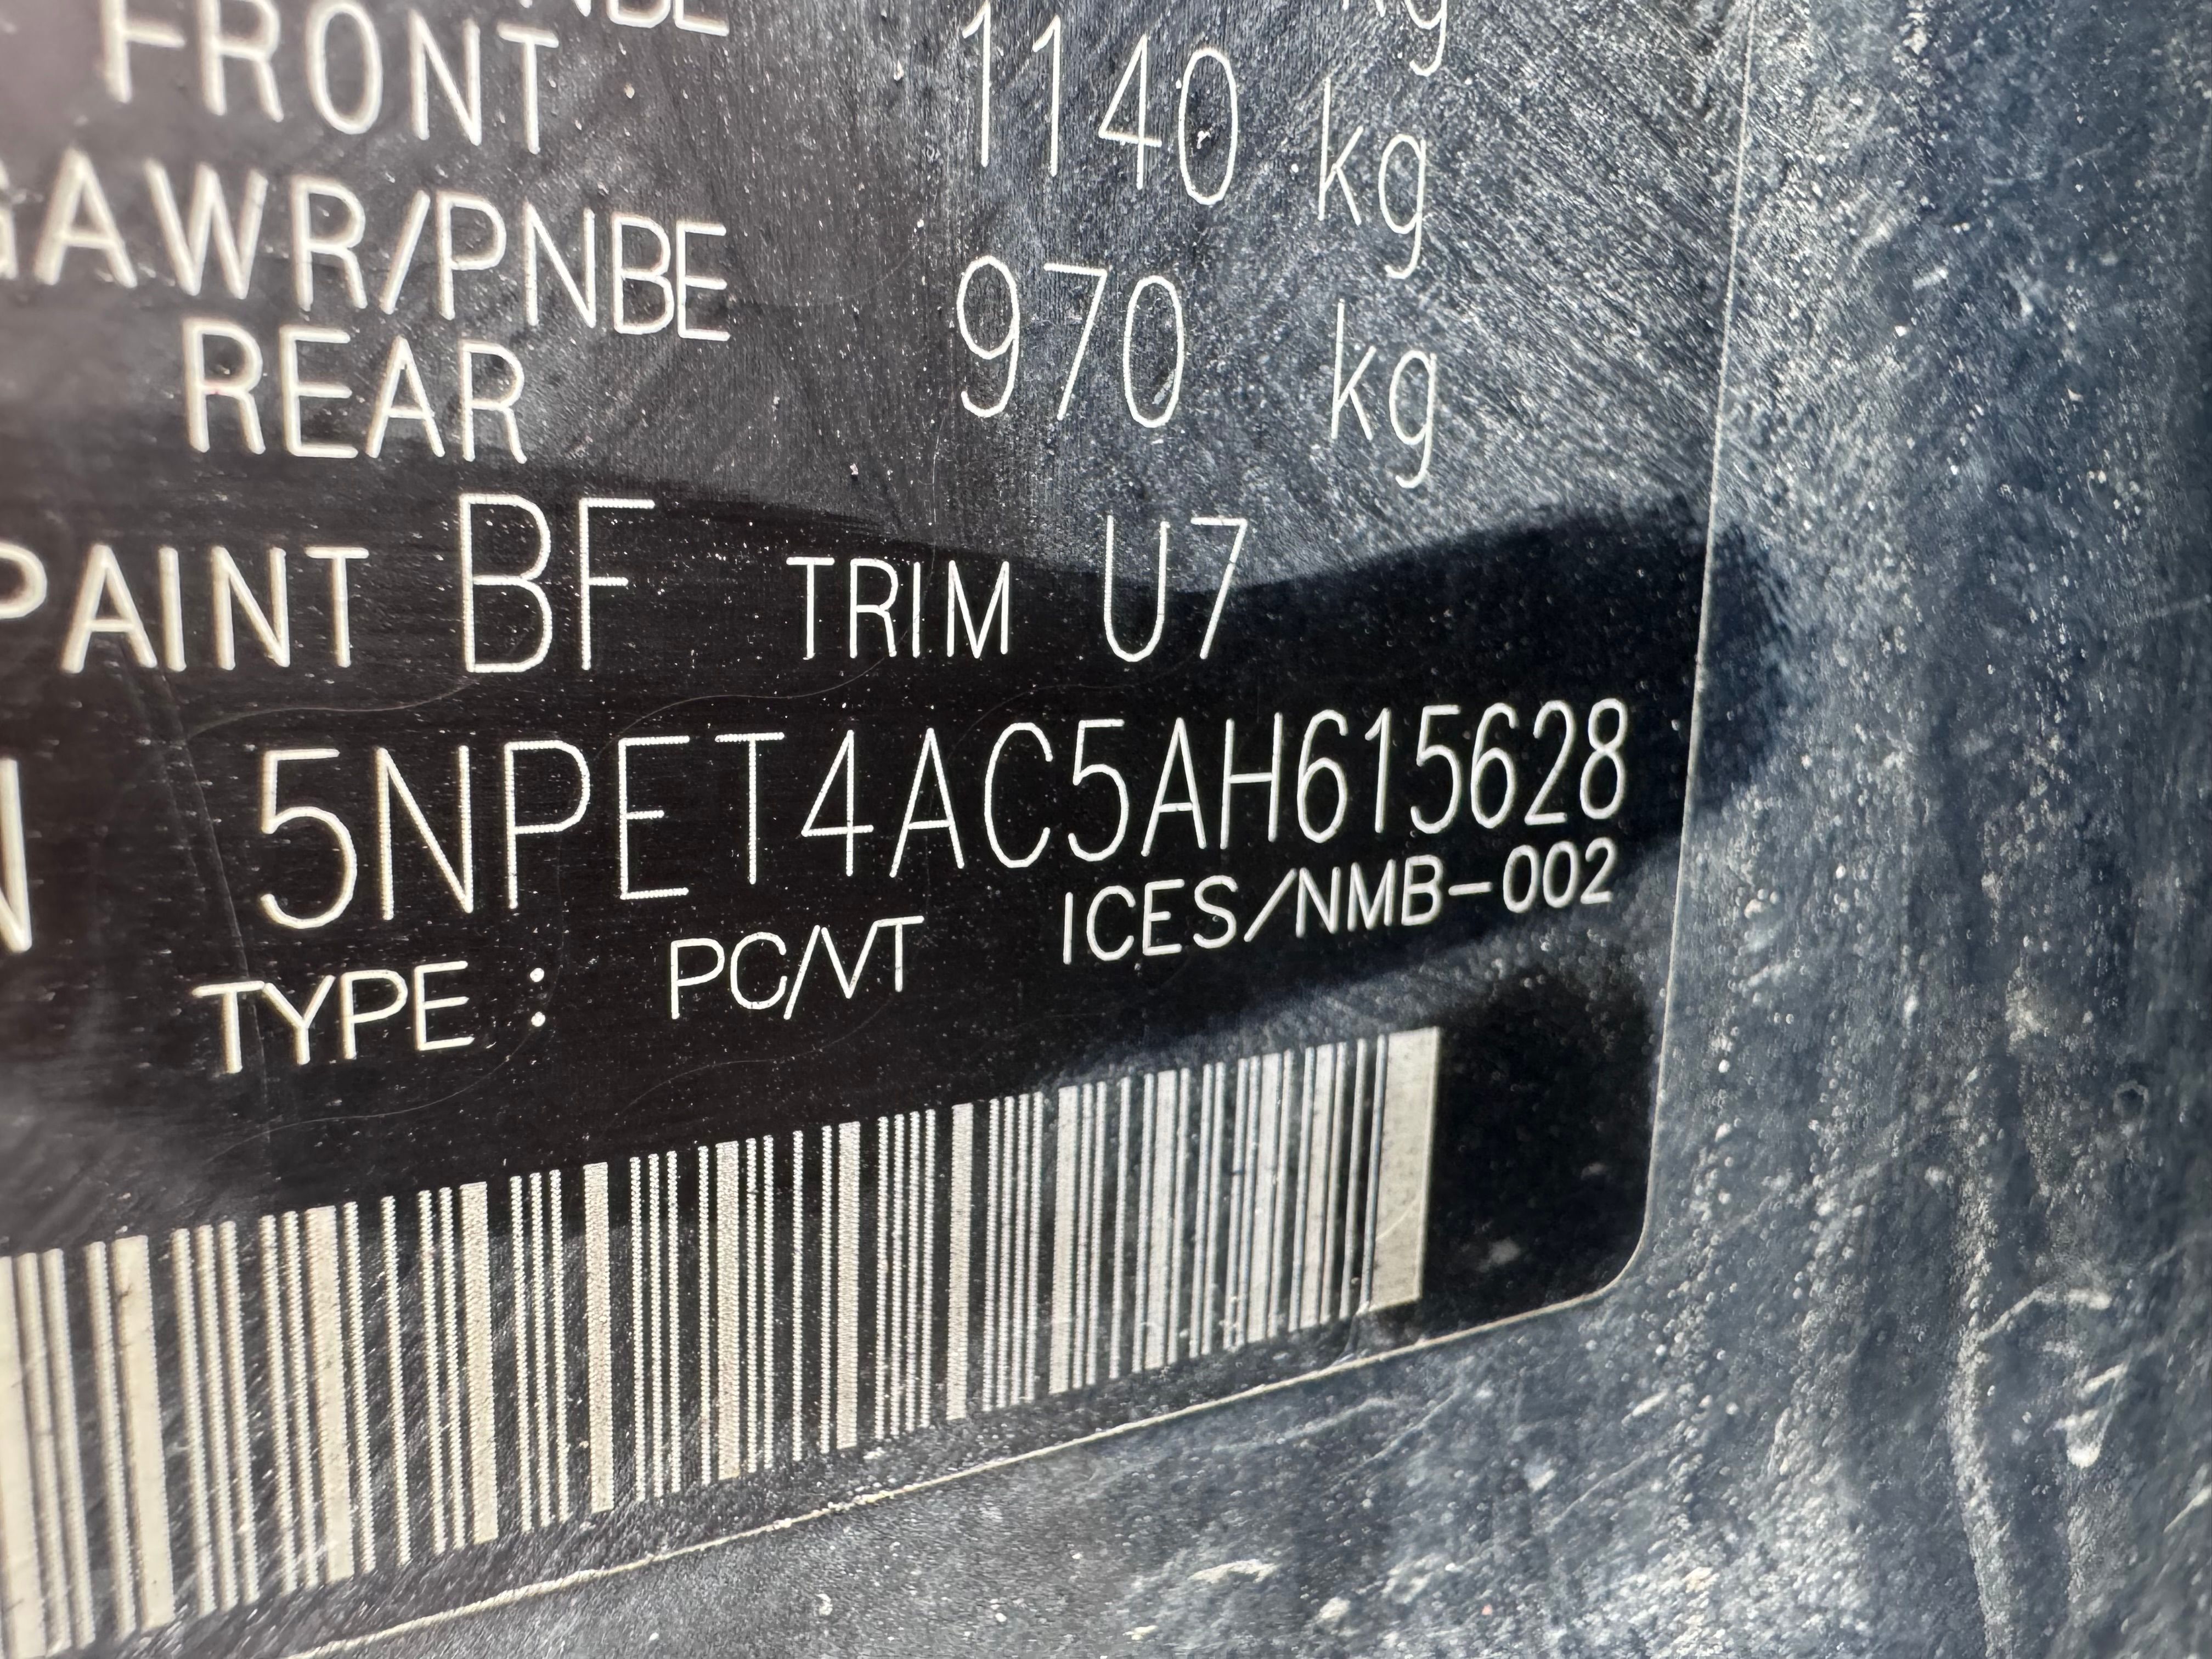 FRONT 1140 kg
GAWR/PNBE
REAR 970 kg
PAINT BF TRIM U7
5NPET4AC5AH615628
TYPE : PC/VT ICES/NMB-002